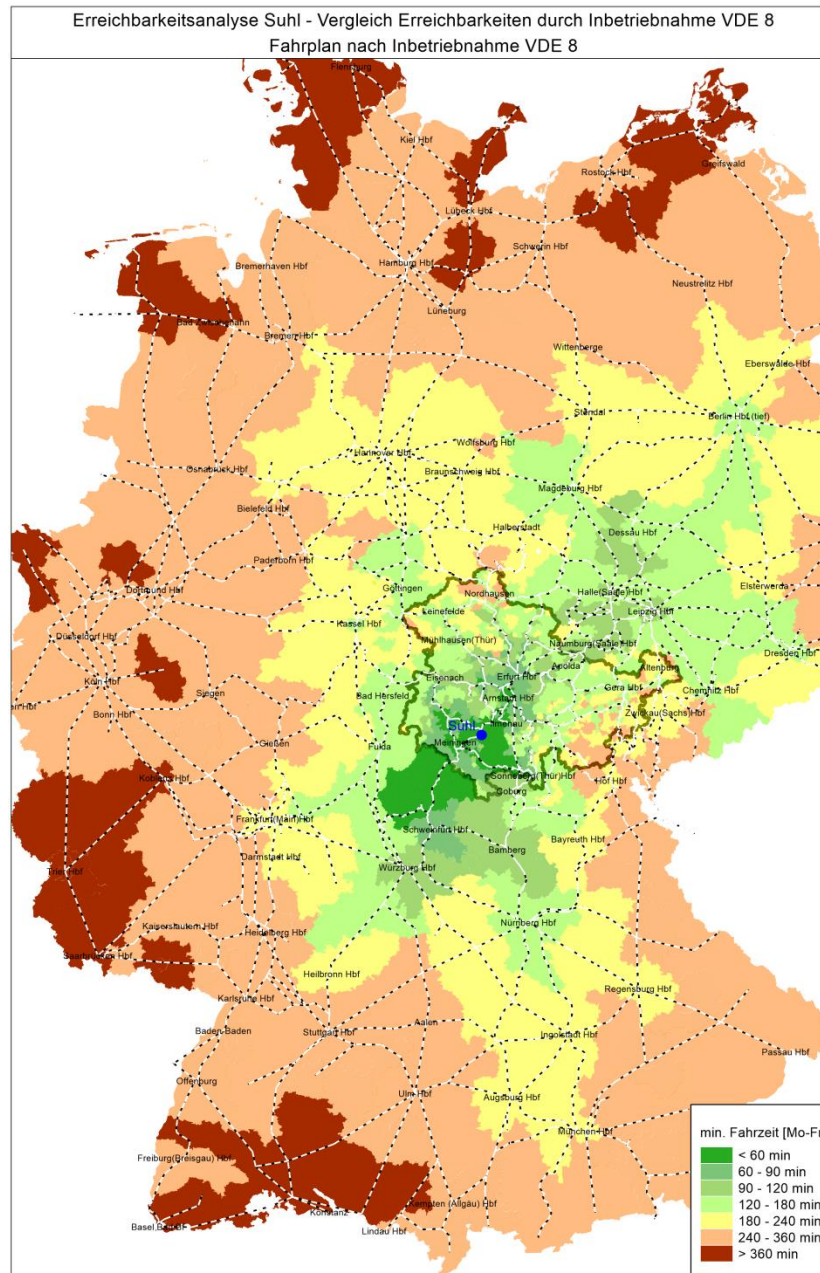 Erreichbarkeitsanalyse Suhl - Vergleich Erreichbarkeiten durch Inbetriebnahme VDE 8
Fahrplan nach Inbetriebnahme VDE 8
Flensburg
Kiel Hbf
Greifswald
Rostock Hbf
Lübeck Hbf
Schwerin Hbf
Bremerhaven Hbf
Hamburg Hbf
Neustrelitz Hbf
Lüneburg
Bad Zwischenahn
Bremen Hbf
Wittenberge
Eberswalde Hbf
Stendal
Berlin Hbf (tief)
Wolfsburg Hbf
Hannover Hbf
Osnabrück Hbf
Braunschweig Hbf
Magdeburg Hbf
Bielefeld Hbf
Halberstadt
Dessau Hbf
Paderborn Hbf
Göttingen
Nordhausen
Halle(Saale)Hbf
Elsterwerda
Dortmund Hbf
Leinefelde
Leipzig Hbf
Kassel Hbf
Düsseldorf Hbf
Mühlhausen(Thür)
Naumburg(Saale)Hbf
Dresden Hbf
Apolda
Altenburg
Eisenach
Erfurt Hbf
Köln Hbf
Gera Hbf
Chemnitz Hbf
Siegen
Bad Hersfeld
Arnstadt Hbf
Bonn Hbf
Zwickau(Sachs)Hbf
Ilmenau
Suhl
Gießen
Fulda
Meiningen
Koblenz Hbf
Sonneberg(Thür)Hbf
Hof Hbf
Coburg
Frankfurt(Main)Hbf
Schweinfurt Hbf
Bayreuth Hbf
Darmstadt Hbf
Bamberg
Trier Hbf
Würzburg Hbf
Kaiserslautern Hbf
Nürnberg Hbf
Heidelberg Hbf
Saarbrücken Hbf
Heilbronn Hbf
Regensburg Hbf
Karlsruhe Hbf
Aalen
Baden-Baden
Stuttgart Hbf
Ingolstadt Hbf
Passau Hbf
Offenburg
Ulm Hbf
Augsburg Hbf
München Hbf
Freiburg(Breisgau) Hbf
Kempten (Allgäu) Hbf
Konstanz
Lindau Hbf
min. Fahrzeit [Mo-Fr
< 60 min
60 - 90 min
90 - 120 min
120 - 180 min
180 - 240 min
240 - 360 min
> 360 min